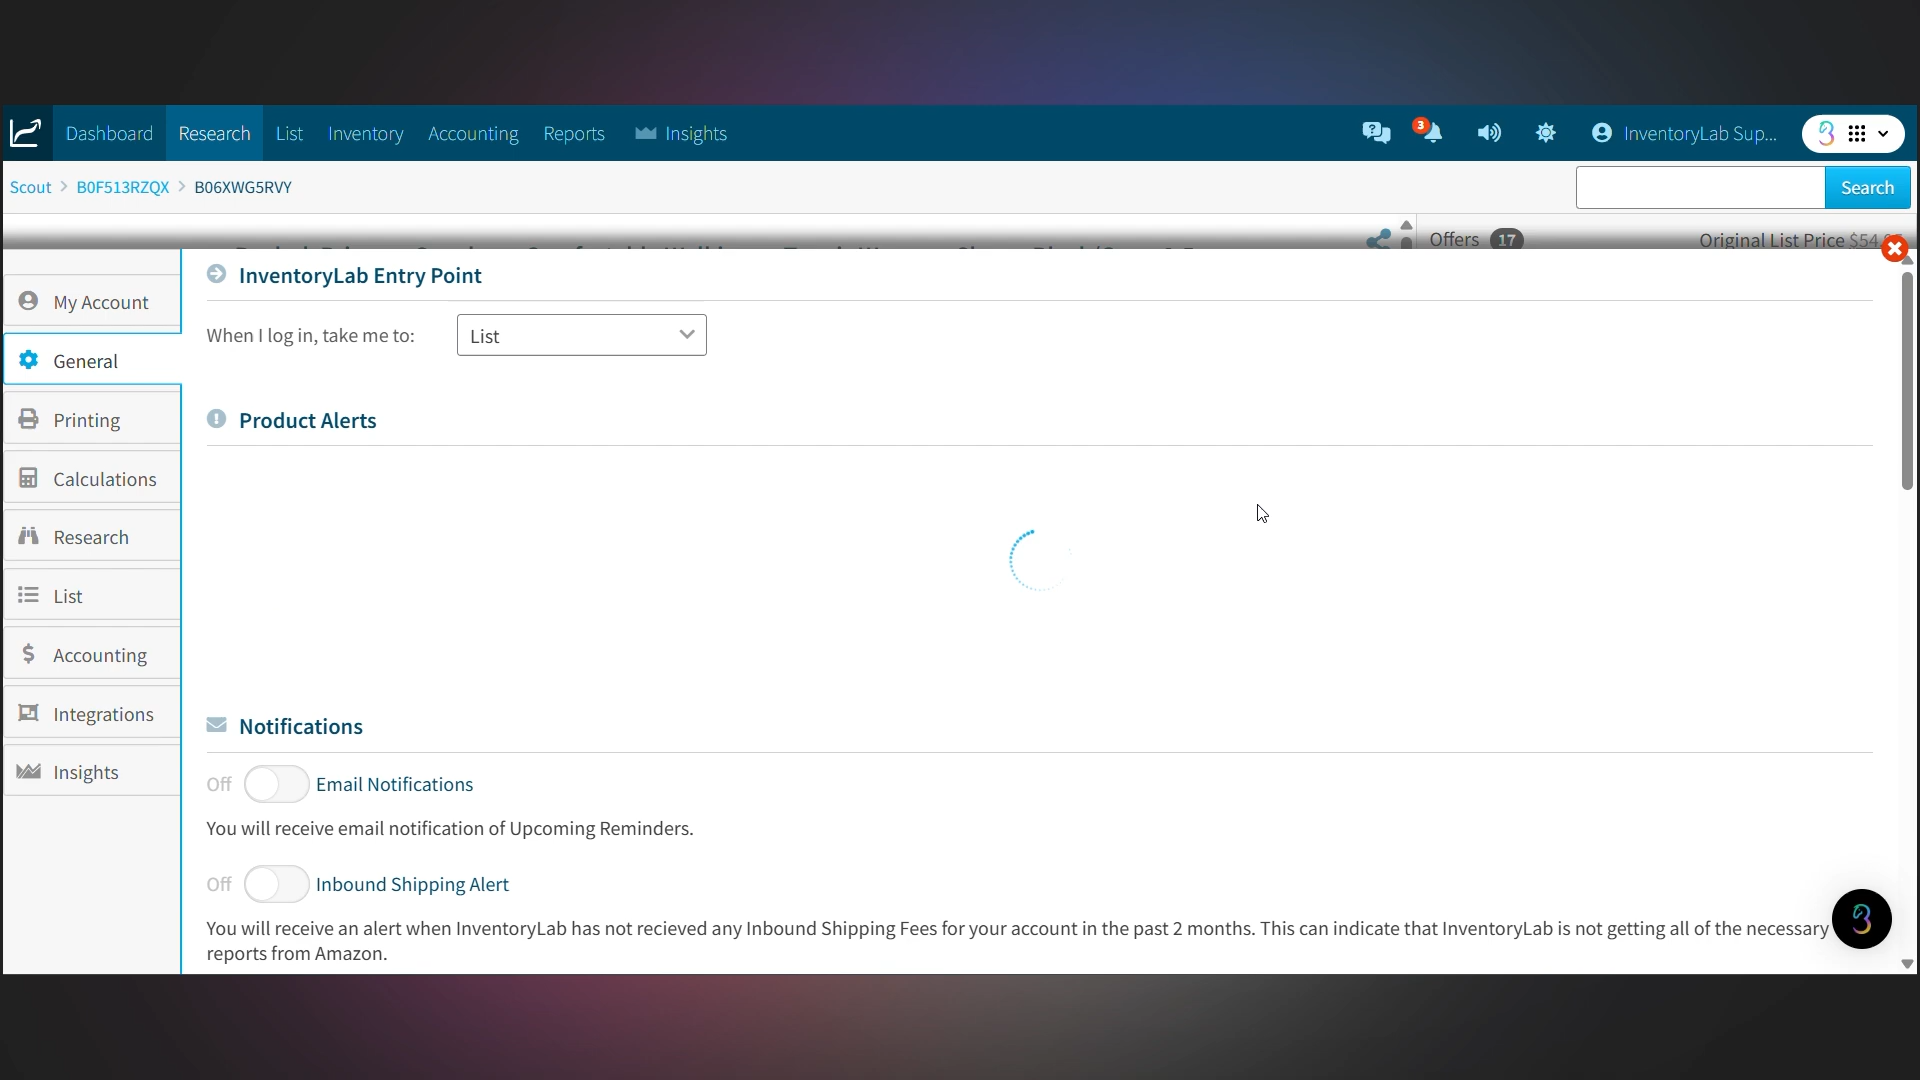 Dashboard Research List Inventory Accounting Reports Insights 3 InventoryLab Sup...
Scout > B0F513RZQX > B06XWG5RVY Search
Offers 17 Original List Price
InventoryLab Entry Point
My Account
When I log in, take me to: List
General
Product Alerts
Printing
Calculations
Research
List
Accounting
Integrations
Notifications
Insights
Off Email Notifications
You will receive email notification of Upcoming Reminders.
Off Inbound Shipping Alert
You will receive an alert when InventoryLab has not recieved any Inbound Shipping Fees for your account in the past 2 months. This can indicate that InventoryLab is not getting all of the necessary
reports from Amazon.